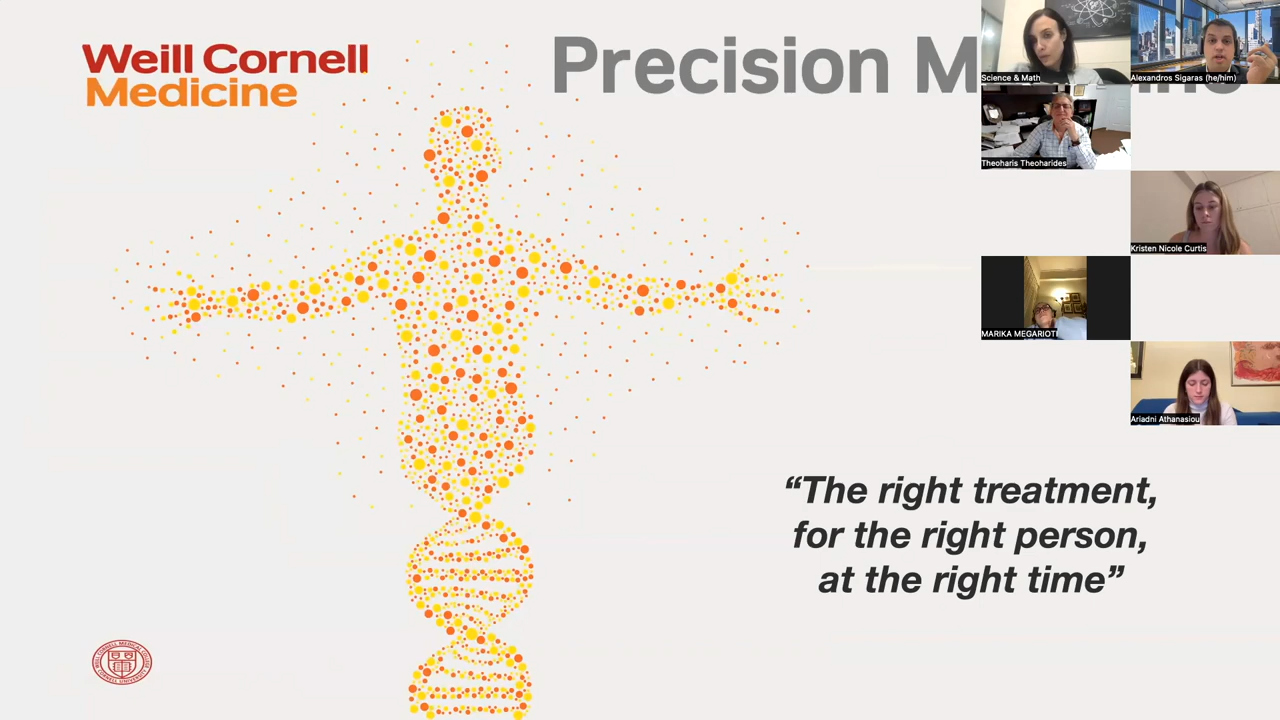 Weill Cornell
Medicine
Precision M
Science & Math
Alexandros Sigaras (he/him)
Theoharis Theoharides
Kristen Nicole Curtis
MARIKA MEGARIOTI
Ariadni Athanasiou
“The right treatment,
for the right person,
at the right time”